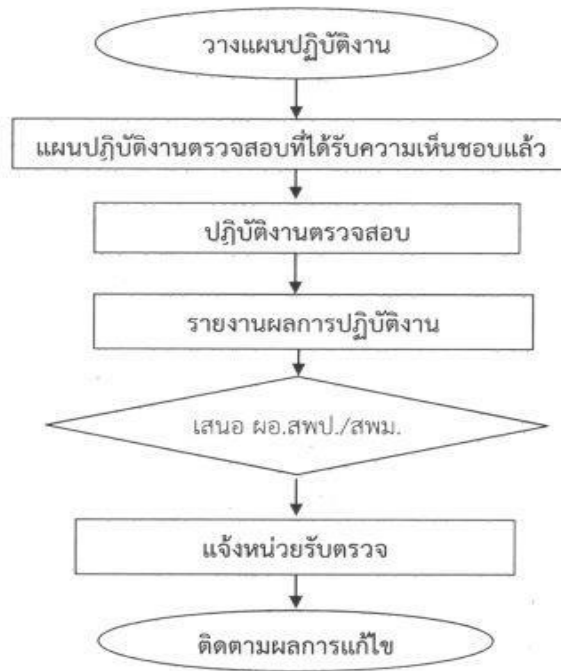 วางแผนปฏิบัติงาน
แผนปฏิบัติงานตรวจสอบที่ได้รับความเห็นชอบแล้ว
ปฏิบัติงานตรวจสอบ
รายงานผลการปฏิบัติงาน
เสนอ ผอ.สพป./สพม.
แจ้งหน่วยรับตรวจ
ติดตามผลการแก้ไข